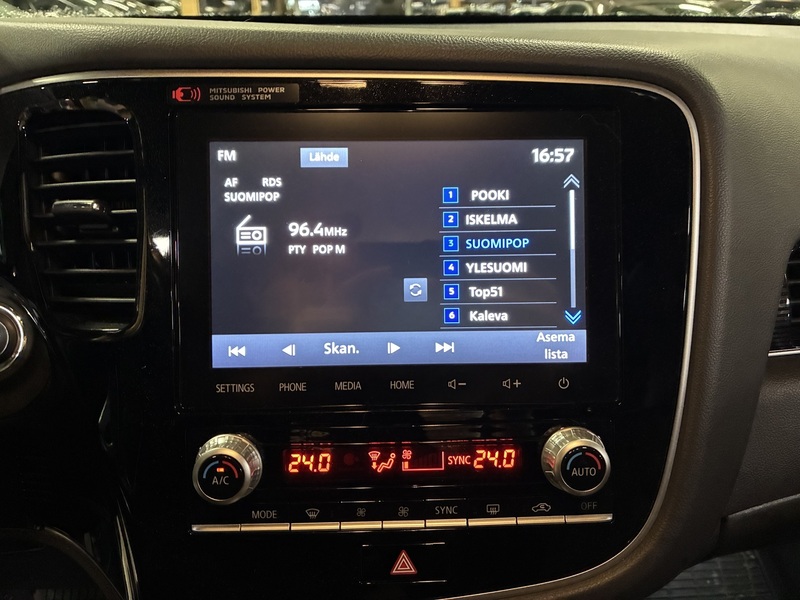 MITSUBISHI POWER
SOUND SYSTEM
FM Lähde 16:57
AF RDS
SUOMIPOP
96.4MHz
PTY POP M
1 POOKI
2 ISKELMA
3 SUOMIPOP
4 YLESUOMI
5 Top51
6 Kaleva
Skan.
Asema
lista
SETTINGS PHONE MEDIA HOME
A/C
24.0 SYNC 24.0
AUTO
MODE SYNC OFF